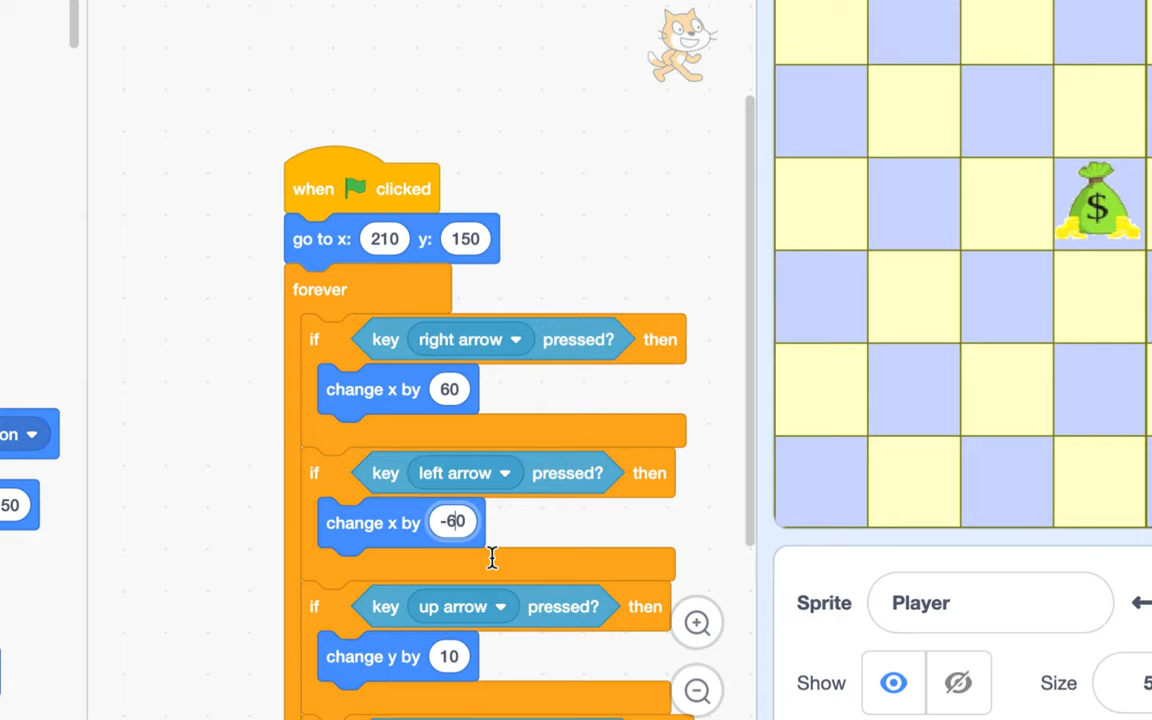 when clicked
go to x: 210 y: 150
forever
if key right arrow pressed? then
change x by 60
if key left arrow pressed? then
change x by -60
if key up arrow pressed? then
change y by 10
on
50
$
Sprite Player
Show Size 5